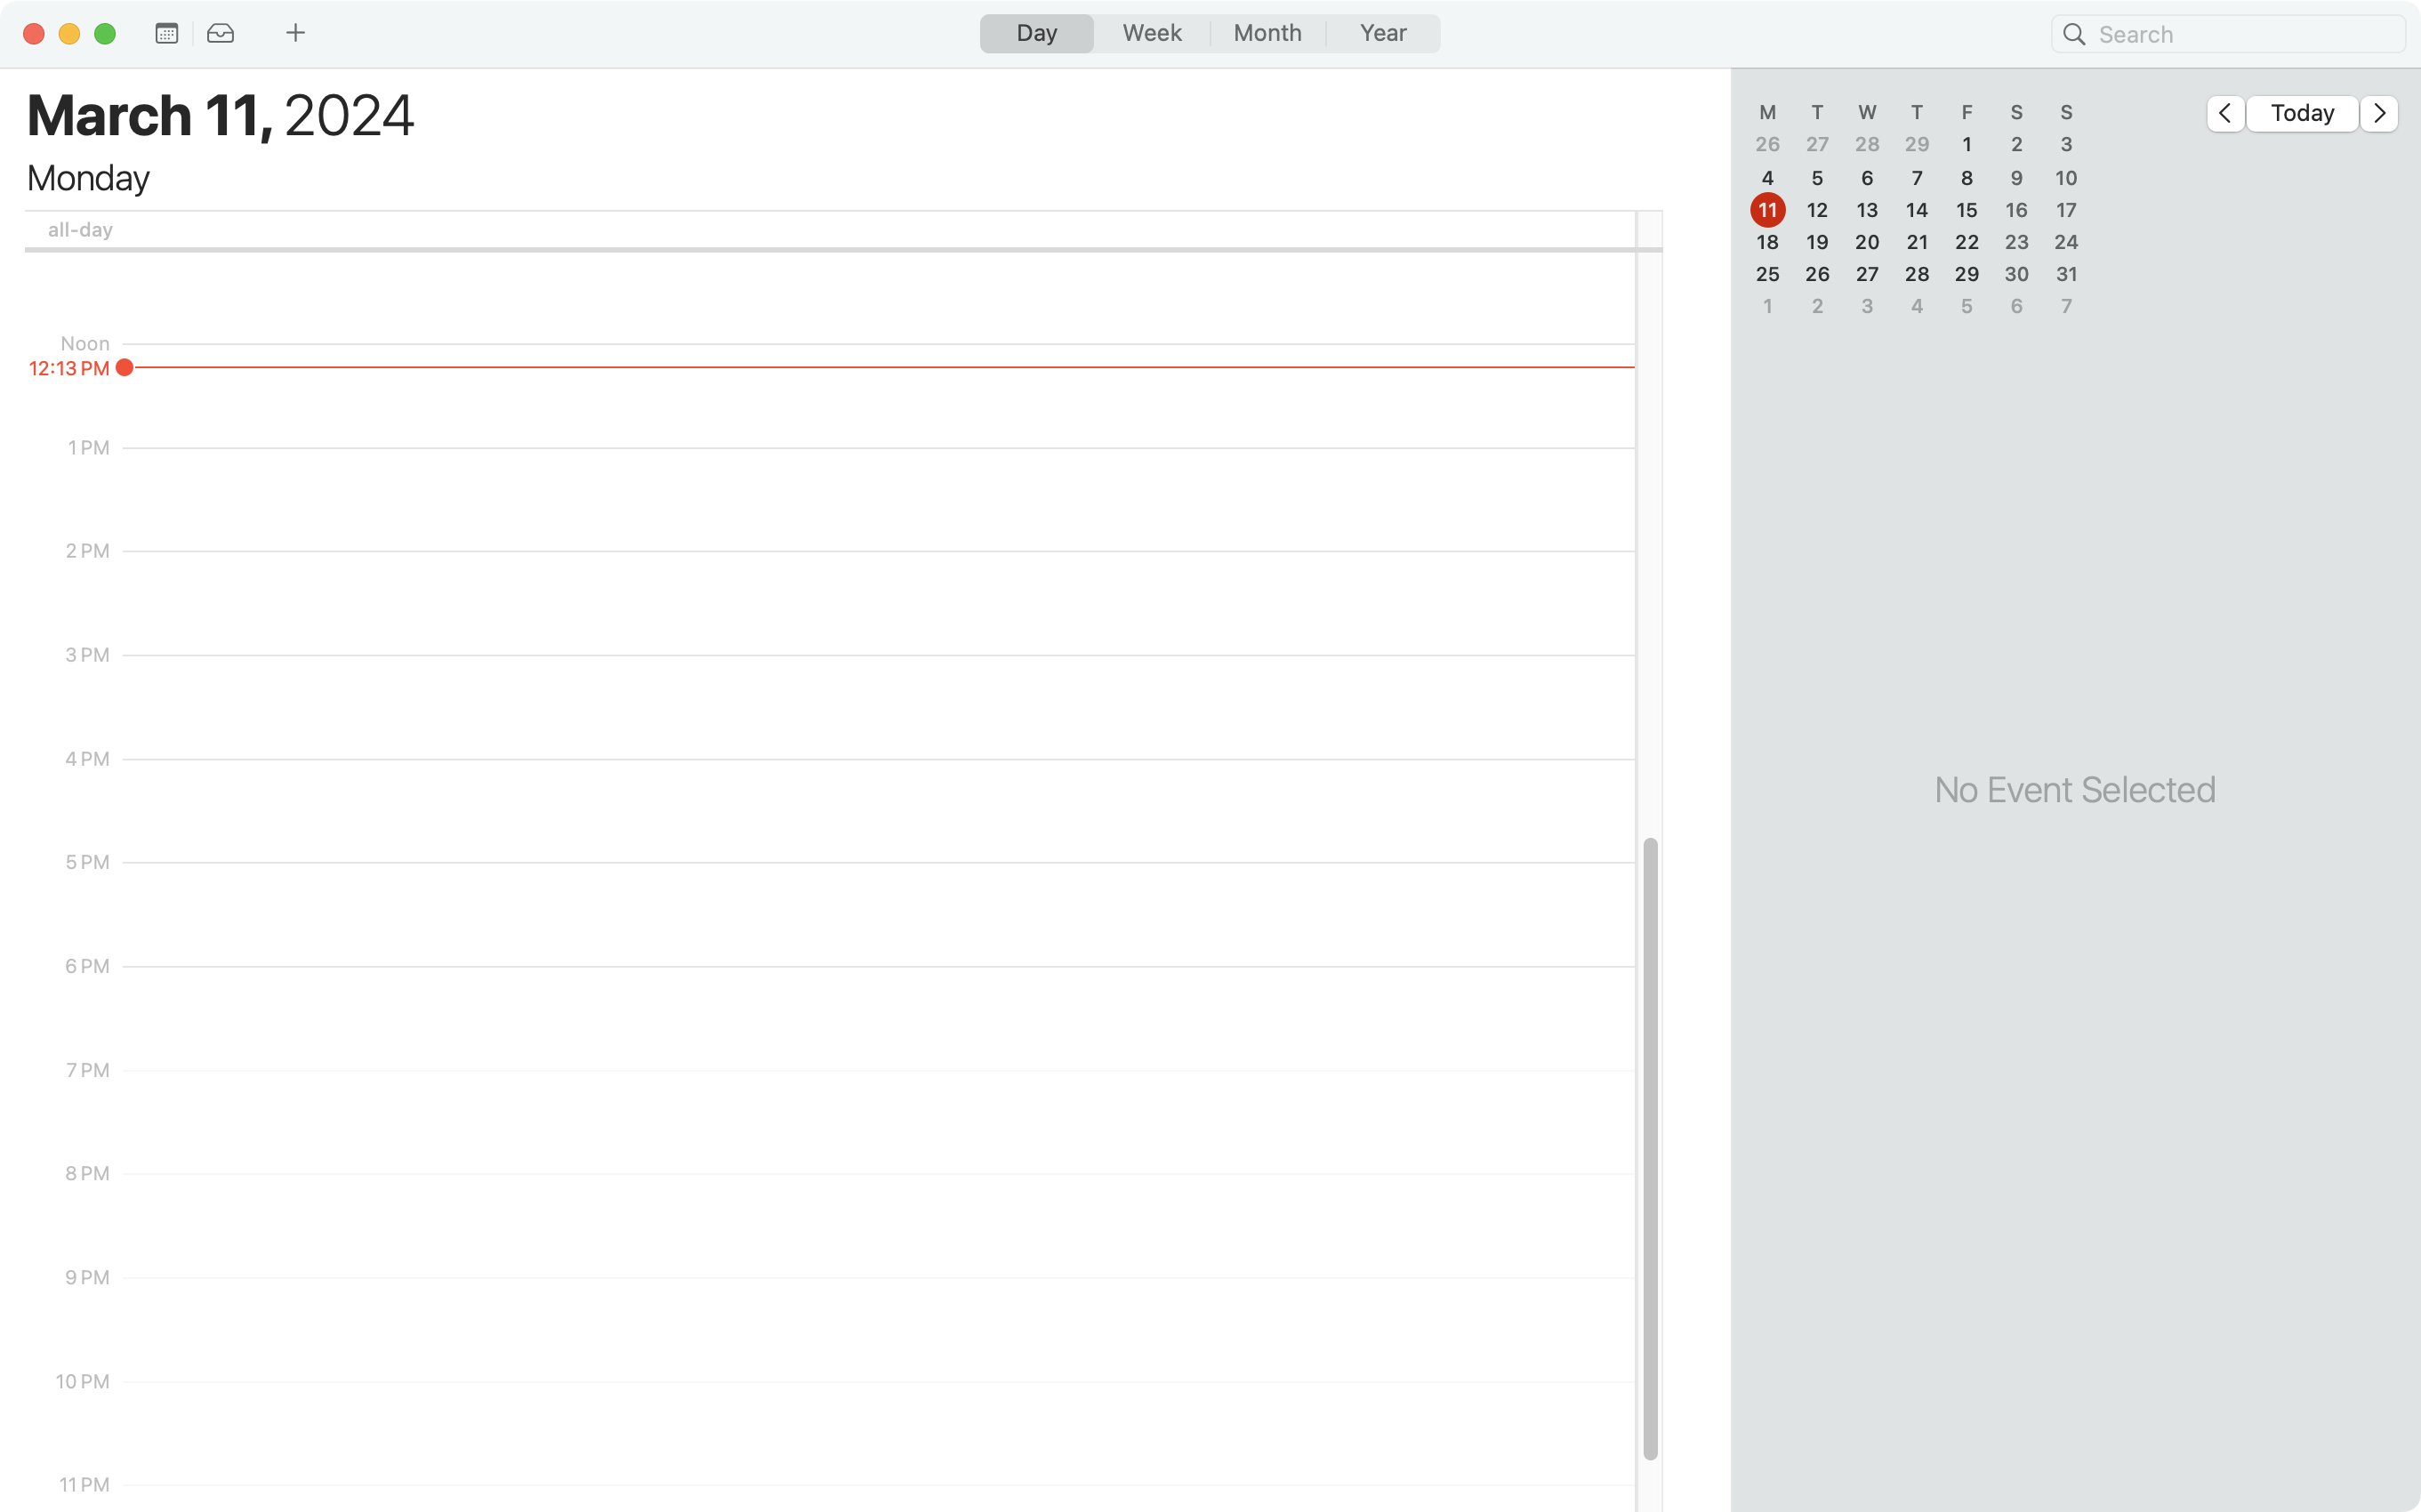 Day Week Month Year
Search
March 11, 2024
Monday
all-day
Noon
12:13 PM
1 PM
2 PM
3 PM
4 PM
5 PM
6 PM
7 PM
8 PM
9 PM
10 PM
11 PM
M T W T F S S
26 27 28 29 1 2 3
4 5 6 7 8 9 10
11 12 13 14 15 16 17
18 19 20 21 22 23 24
25 26 27 28 29 30 31
1 2 3 4 5 6 7
Today
No Event Selected